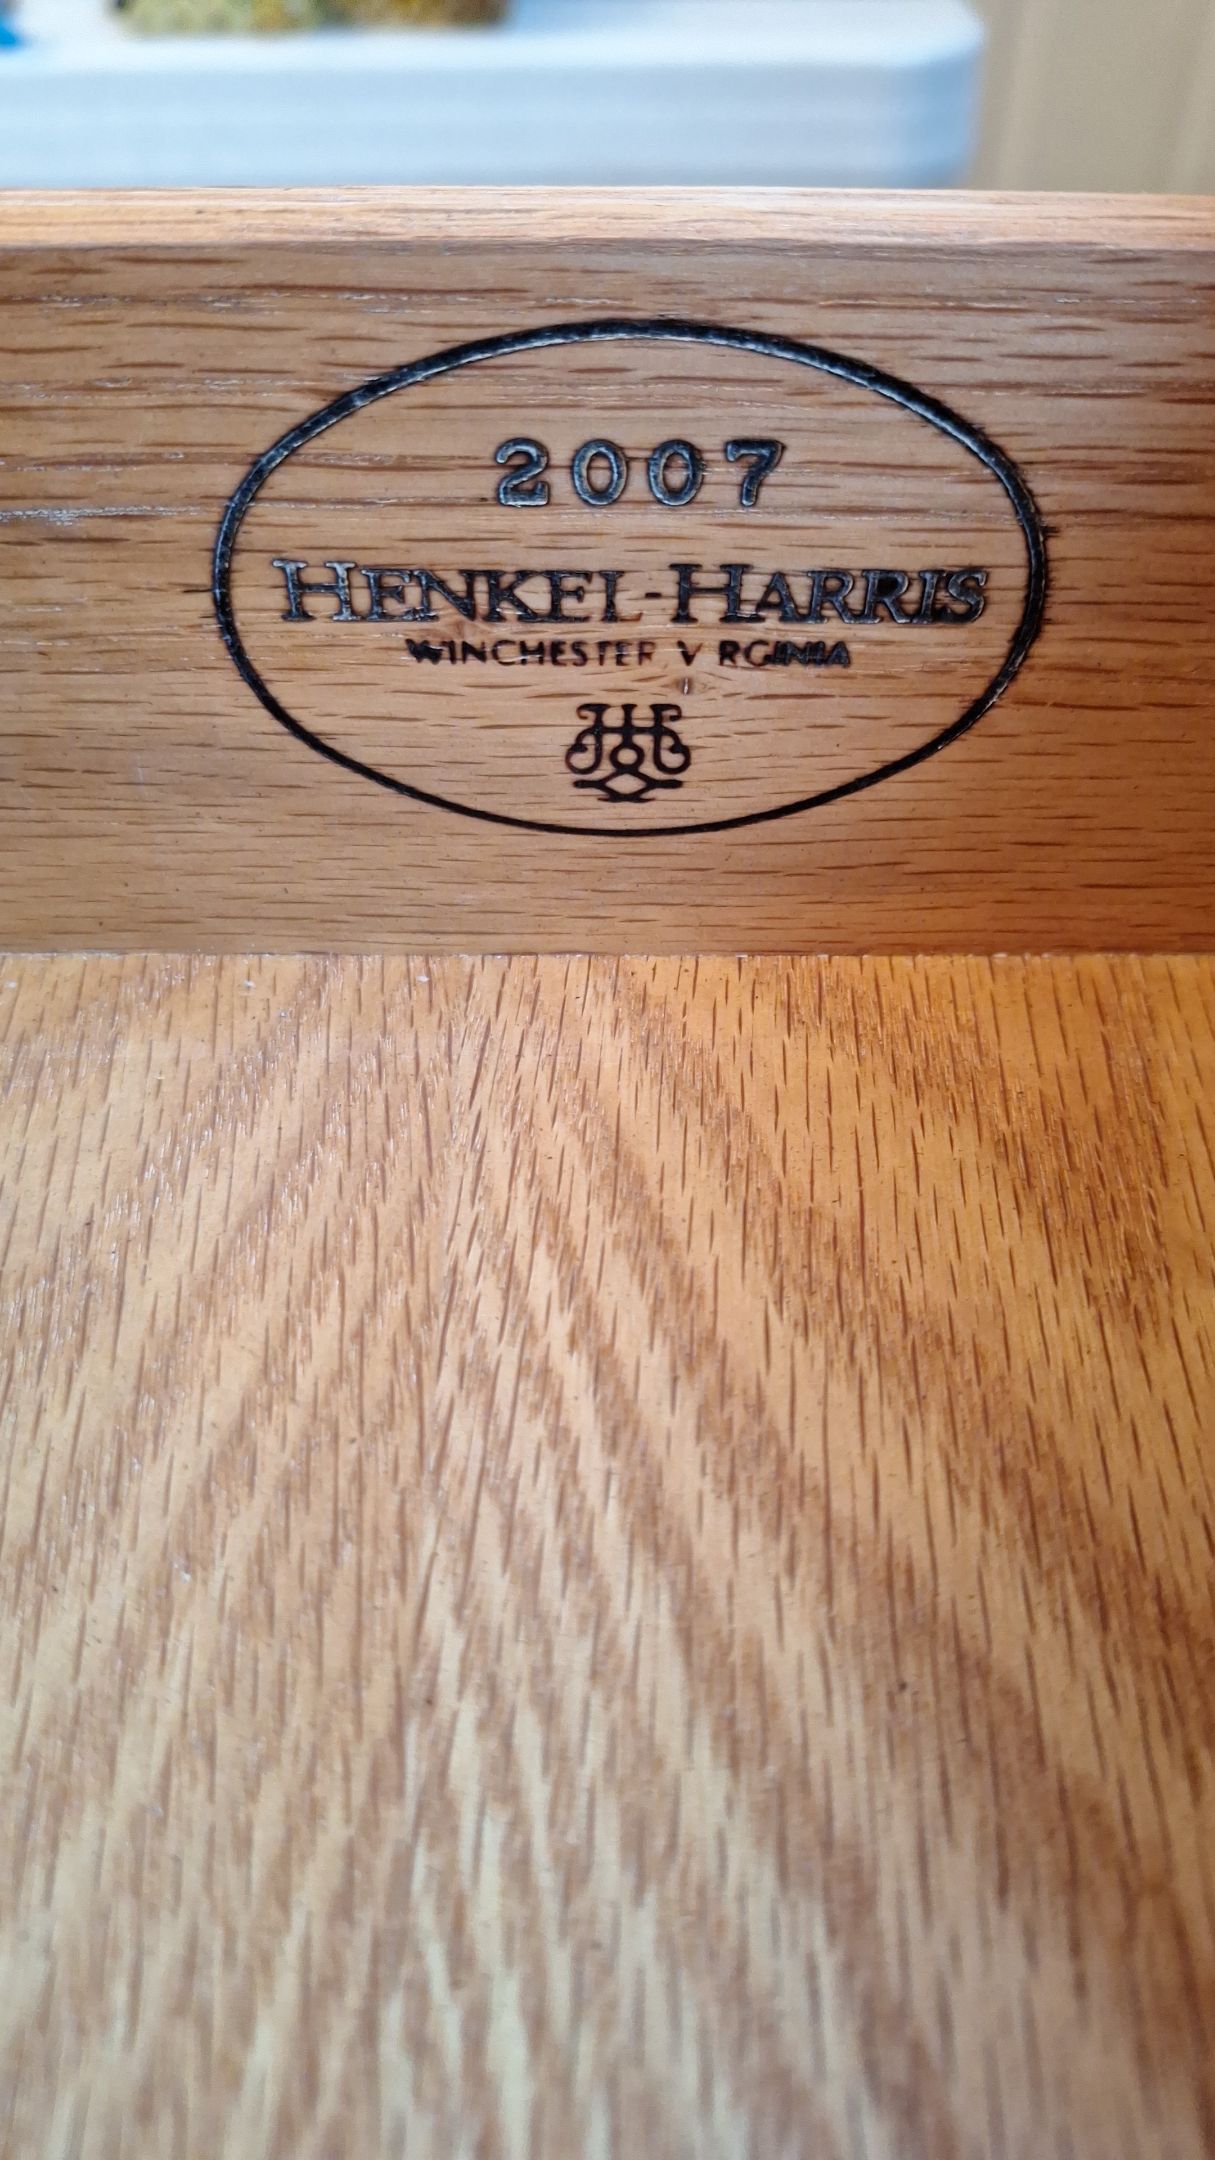 2007
HENKEL-HARRIS
WINCHESTER V RGINIA